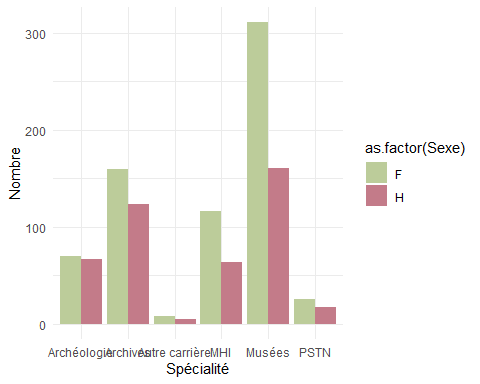 300
200
100
0
Nombre
Archéologie Archives Autre carrière MHI Musées PSTN
Spécialité
as.factor(Sexe)
F
H